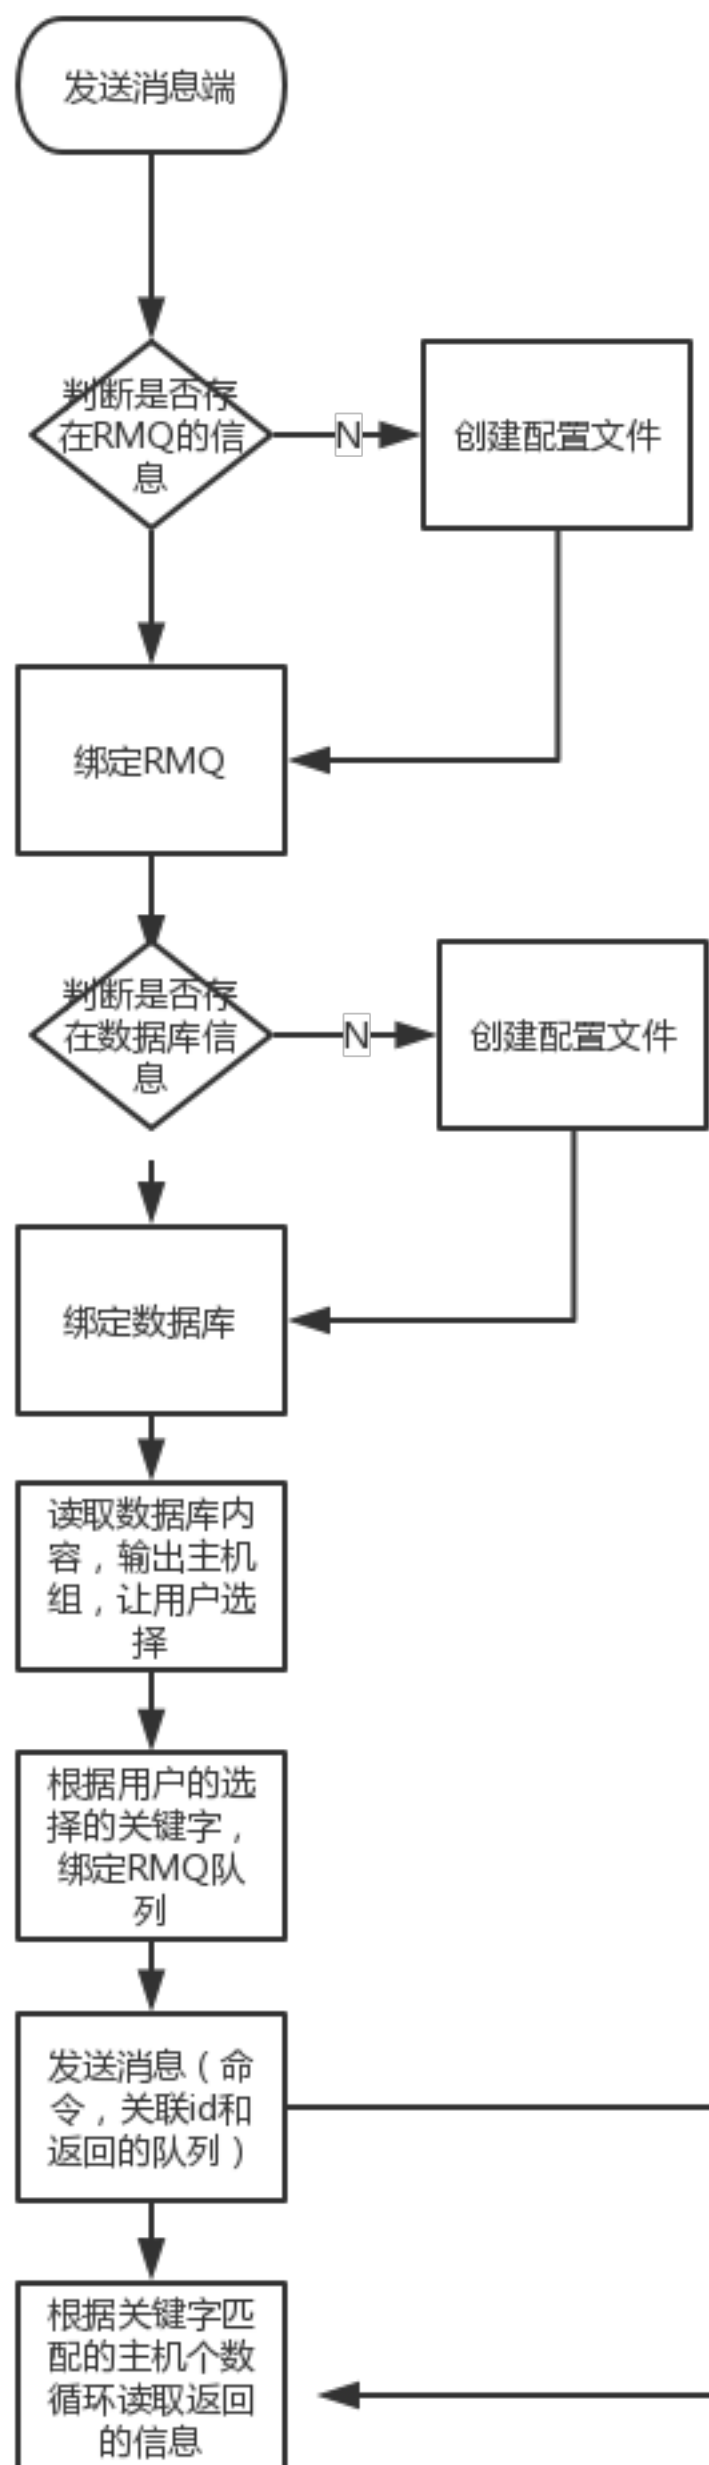 发送消息端
判断是否存
在RMQ的信
息
N
创建配置文件
绑定RMQ
判断是否存
在数据库信
息
N
创建配置文件
绑定数据库
读取数据库内
容，输出主机
组，让用户选
择
根据用户的选
择的关键字，
绑定RMQ队
列
发送消息（命
令，关联id和
返回的队列）
根据关键字匹
配的主机个数
循环读取返回
的信息